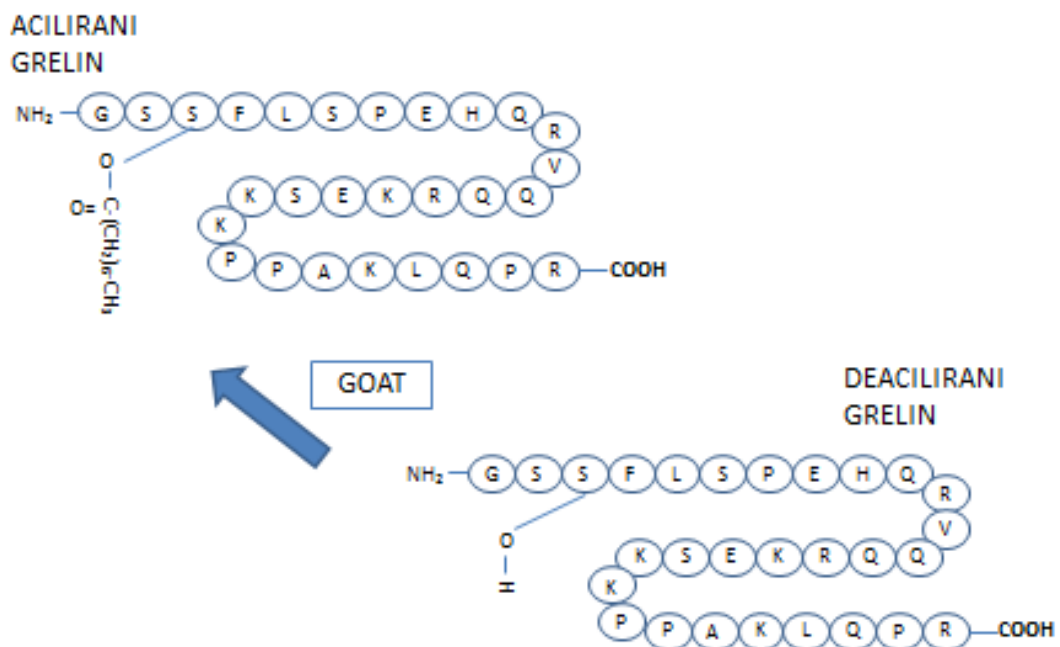 ACILIRANI
GRELIN
NH₂ G S S F L S P E H Q
R
V
K S E K R Q Q
K
P P A K L Q P R COOH
O
O= C-(CH₂)₆-CH₃
GOAT
DEACILIRANI
GRELIN
NH₂ G S S F L S P E H Q
R
V
K S E K R Q Q
K
P P A K L Q P R COOH
O
H